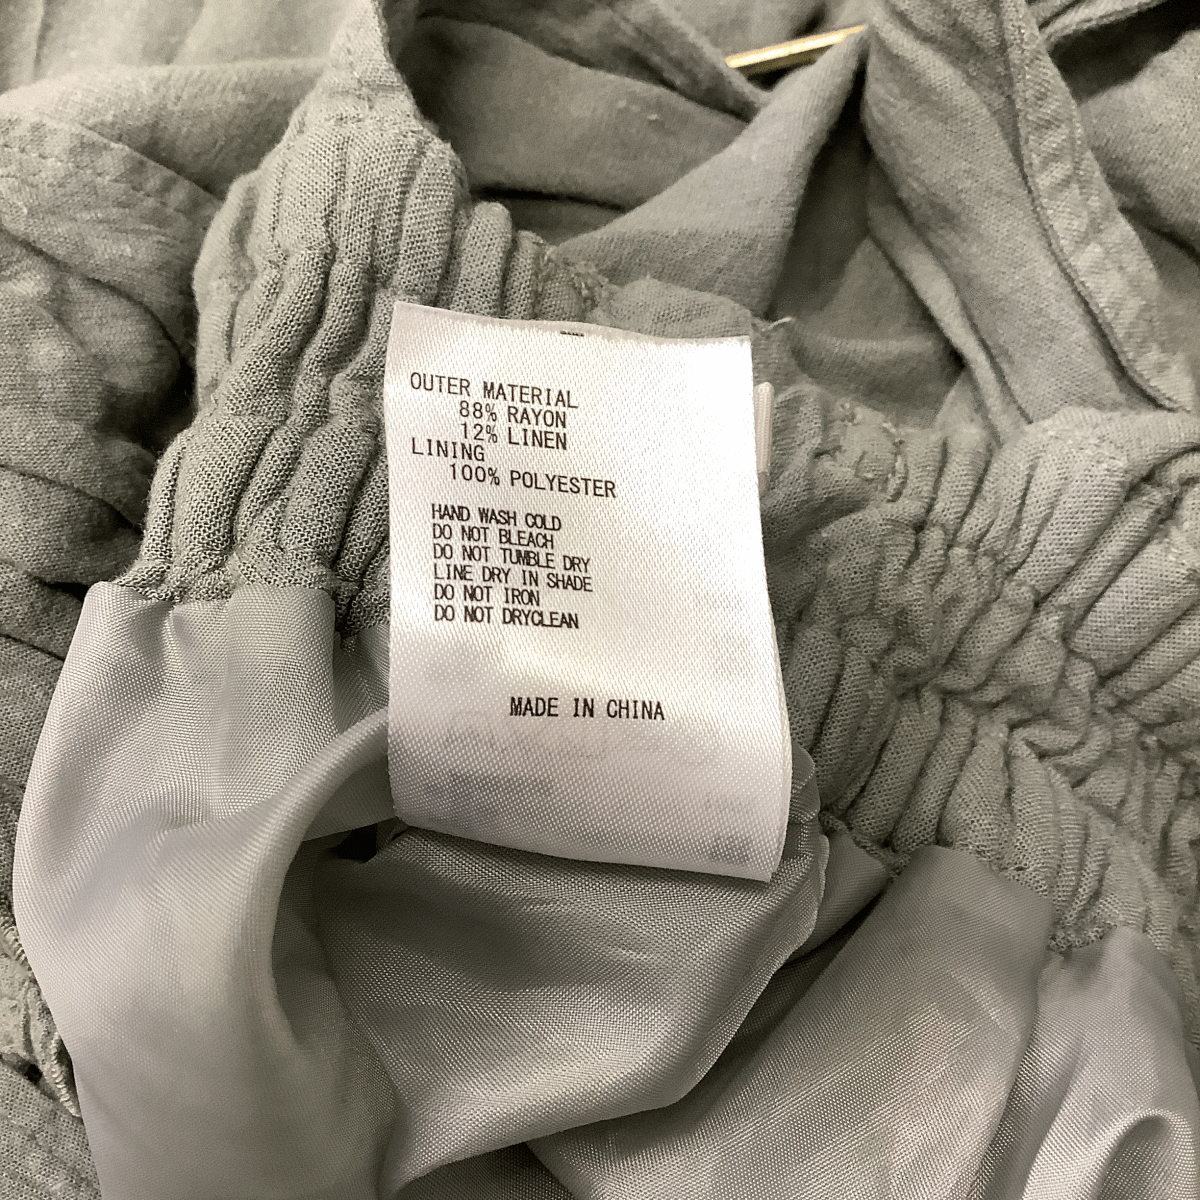 OUTER MATERIAL
88% RAYON
12% LINEN
LINING
100% POLYESTER
HAND WASH COLD
DO NOT BLEACH
DO NOT TUMBLE DRY
LINE DRY IN SHADE
DO NOT IRON
DO NOT DRYCLEAN
MADE IN CHINA